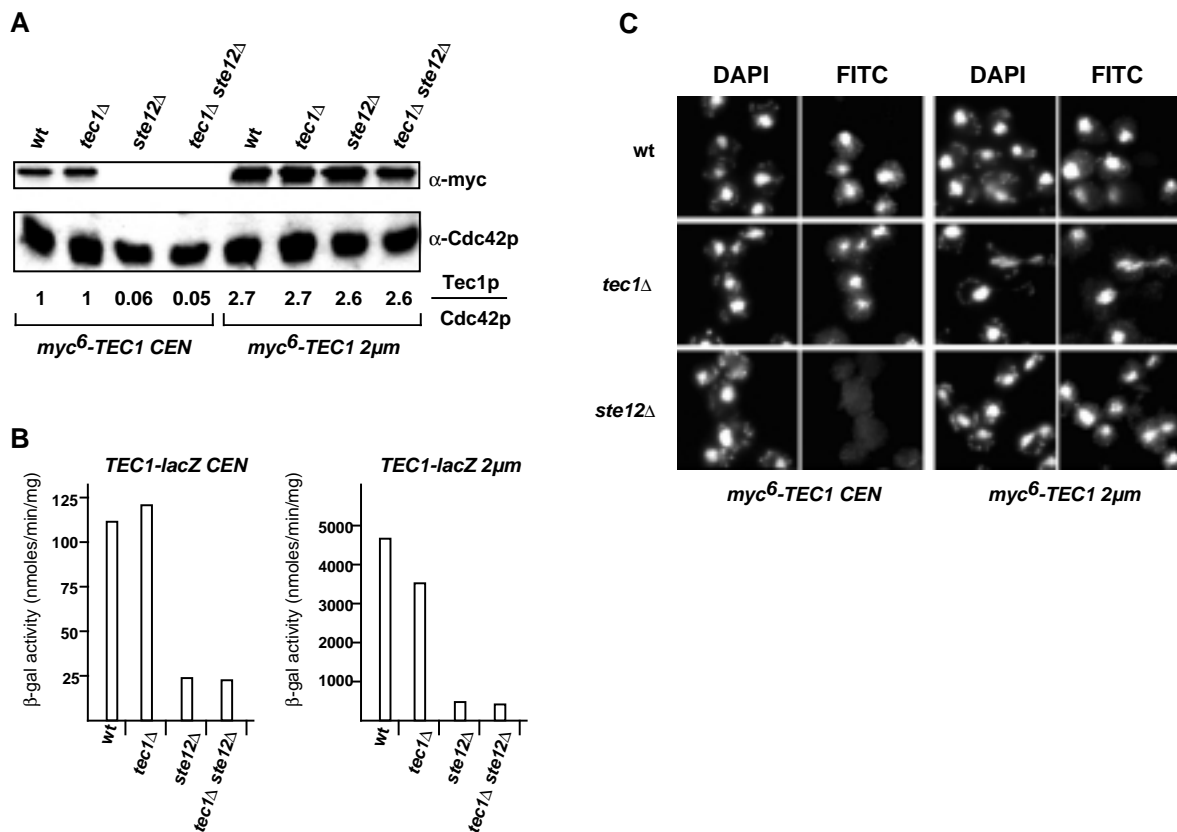 A
wt
tec1Δ
ste12Δ
tec1Δ ste12Δ
wt
tec1Δ
ste12Δ
tec1Δ ste12Δ
α-myc
α-Cdc42p
1 1 0.06 0.05 2.7 2.7 2.6 2.6
Tec1p
Cdc42p
myc6-TEC1 CEN
myc6-TEC1 2µm
B
TEC1-lacZ CEN
β-gal activity (nmoles/min/mg)
125
100
75
50
25
wt
tec1Δ
ste12Δ
tec1Δ ste12Δ
TEC1-lacZ 2µm
β-gal activity (nmoles/min/mg)
5000
4000
3000
2000
1000
wt
tec1Δ
ste12Δ
tec1Δ ste12Δ
C
DAPI FITC DAPI FITC
wt
tec1Δ
ste12Δ
myc6-TEC1 CEN
myc6-TEC1 2µm